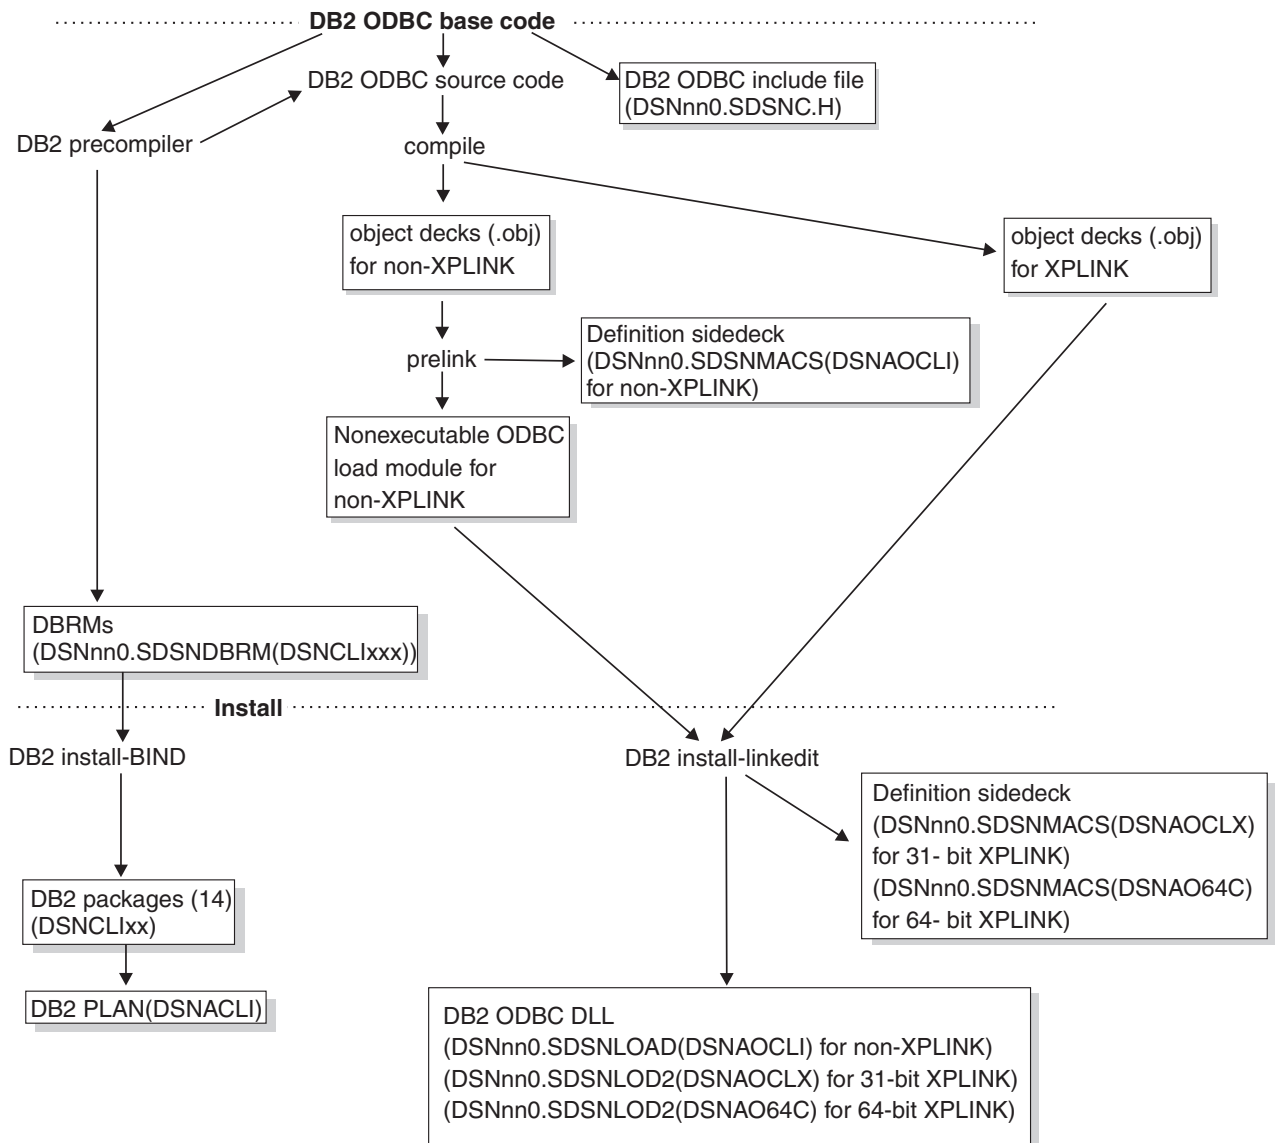 DB2 ODBC base code
DB2 ODBC source code
DB2 ODBC include file
(DSNnn0.SDSNC.H)
DB2 precompiler
compile
object decks (.obj)
for non-XPLINK
object decks (.obj)
for XPLINK
prelink
Definition sidedeck
(DSNnn0.SDSNMACS(DSNAOCLI)
for non-XPLINK)
Nonexecutable ODBC
load module for
non-XPLINK
DBRMs
(DSNnn0.SDSNDBRM(DSNCLIxxx))
Install
DB2 install-BIND
DB2 install-linkedit
Definition sidedeck
(DSNnn0.SDSNMACS(DSNAOCLX)
for 31- bit XPLINK)
(DSNnn0.SDSNMACS(DSNAO64C)
for 64- bit XPLINK)
DB2 packages (14)
(DSNCLIxx)
DB2 PLAN(DSNACLI)
DB2 ODBC DLL
(DSNnn0.SDSNLOAD(DSNAOCLI) for non-XPLINK)
(DSNnn0.SDSNLOD2(DSNAOCLX) for 31-bit XPLINK)
(DSNnn0.SDSNLOD2(DSNAO64C) for 64-bit XPLINK)